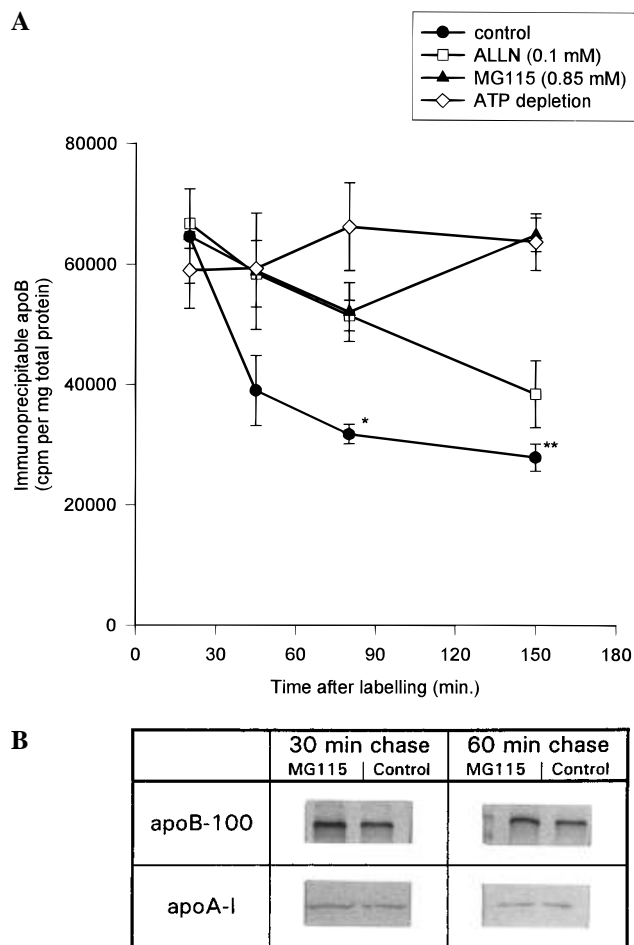 A
control
ALLN (0.1 mM)
MG115 (0.85 mM)
ATP depletion
80000
60000
40000
20000
0
Immunoprecipitable apoB
(cpm per mg total protein)
*
**
0 30 60 90 120 150 180
Time after labelling (min.)
B
30 min chase 60 min chase
MG115 | Control MG115 | Control
apoB-100
apoA-I